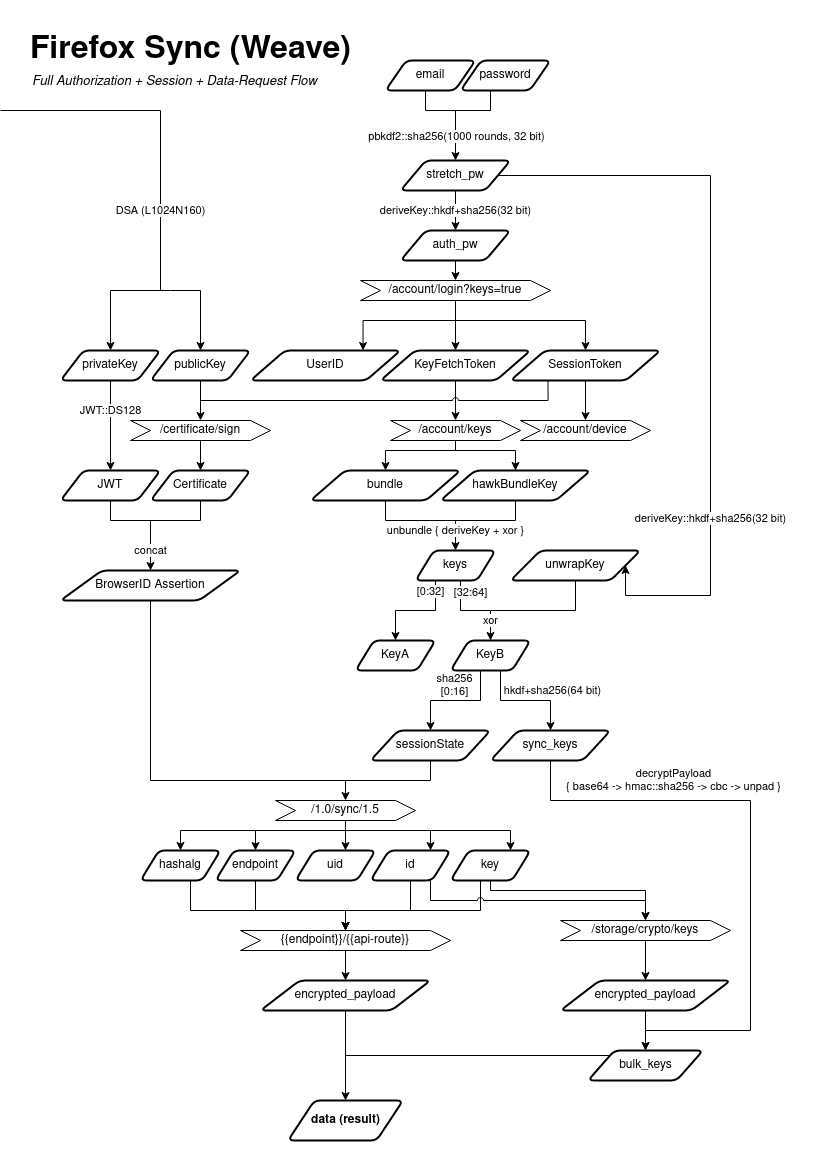 Firefox Sync (Weave)
Full Authorization + Session + Data-Request Flow
email
password
pbkdf2::sha256(1000 rounds, 32 bit)
stretch_pw
DSA (L1024N160)
deriveKey::hkdf+sha256(32 bit)
auth_pw
/account/login?keys=true
privateKey
publicKey
UserID
KeyFetchToken
SessionToken
JWT::DS128
/certificate/sign
/account/keys
/account/device
JWT
Certificate
bundle
hawkBundleKey
deriveKey::hkdf+sha256(32 bit)
unbundle { deriveKey + xor }
concat
keys
unwrapKey
BrowserID Assertion
[0:32]
[32:64]
xor
KeyA
KeyB
sha256
[0:16]
hkdf+sha256(64 bit)
sessionState
sync_keys
decryptPayload
{ base64 -> hmac::sha256 -> cbc -> unpad }
/1.0/sync/1.5
hashalg
endpoint
uid
id
key
{{endpoint}}/{{api-route}}
/storage/crypto/keys
encrypted_payload
encrypted_payload
bulk_keys
data (result)